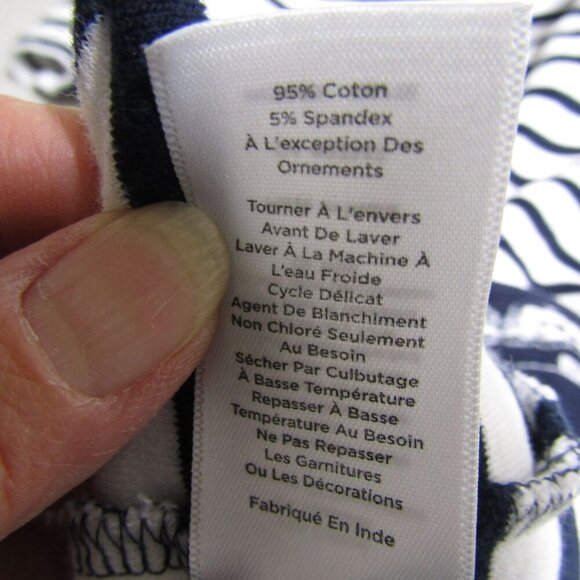 95% Coton
5% Spandex
À L'exception Des
Ornements
Tourner À L'envers
Avant De Laver
Laver À La Machine À
L'eau Froide
Cycle Délicat
Agent De Blanchiment
Non Chloré Seulement
Au Besoin
Sécher Par Culbutage
À Basse Température
Repasser À Basse
Température Au Besoin
Ne Pas Repasser
Les Garnitures
Ou Les Décorations
Fabriqué En Inde